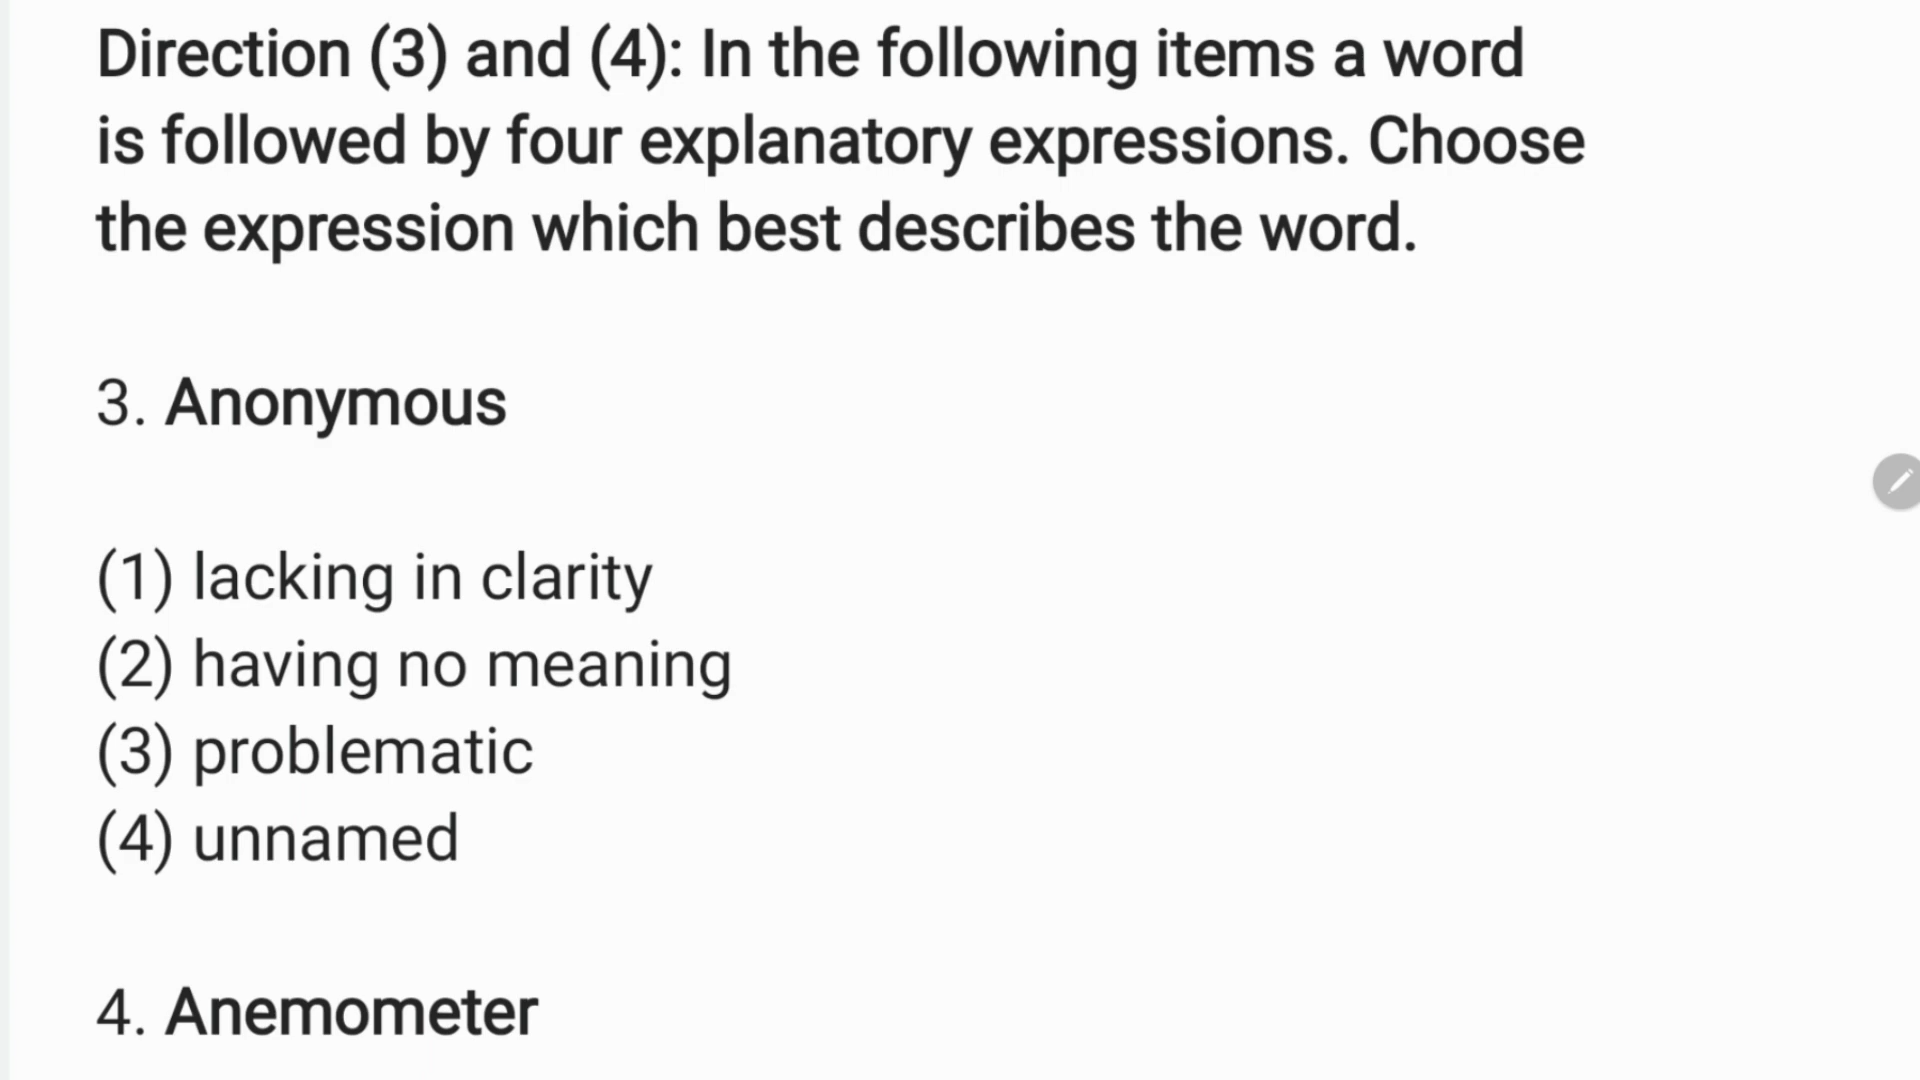 Direction (3) and (4): In the following items a word
is followed by four explanatory expressions. Choose
the expression which best describes the word.
3. Anonymous
(1) lacking in clarity
(2) having no meaning
(3) problematic
(4) unnamed
4. Anemometer